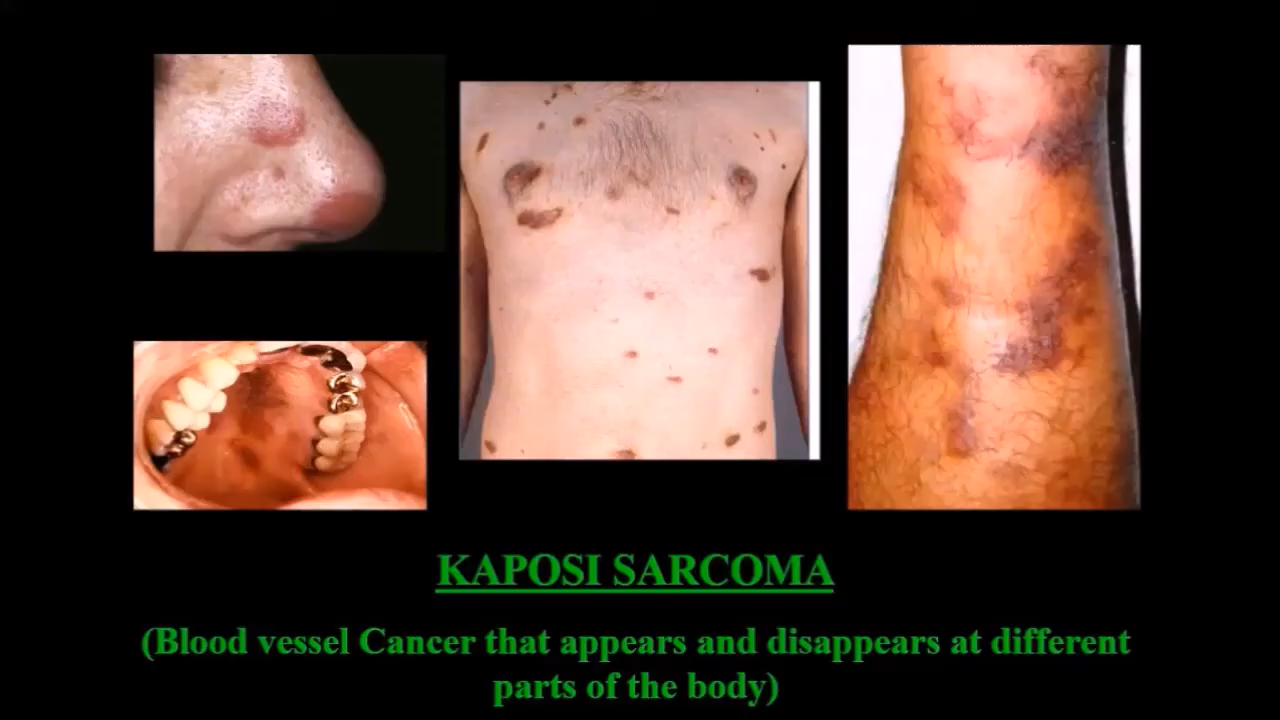 KAPOSI SARCOMA
(Blood vessel Cancer that appears and disappears at different
parts of the body)